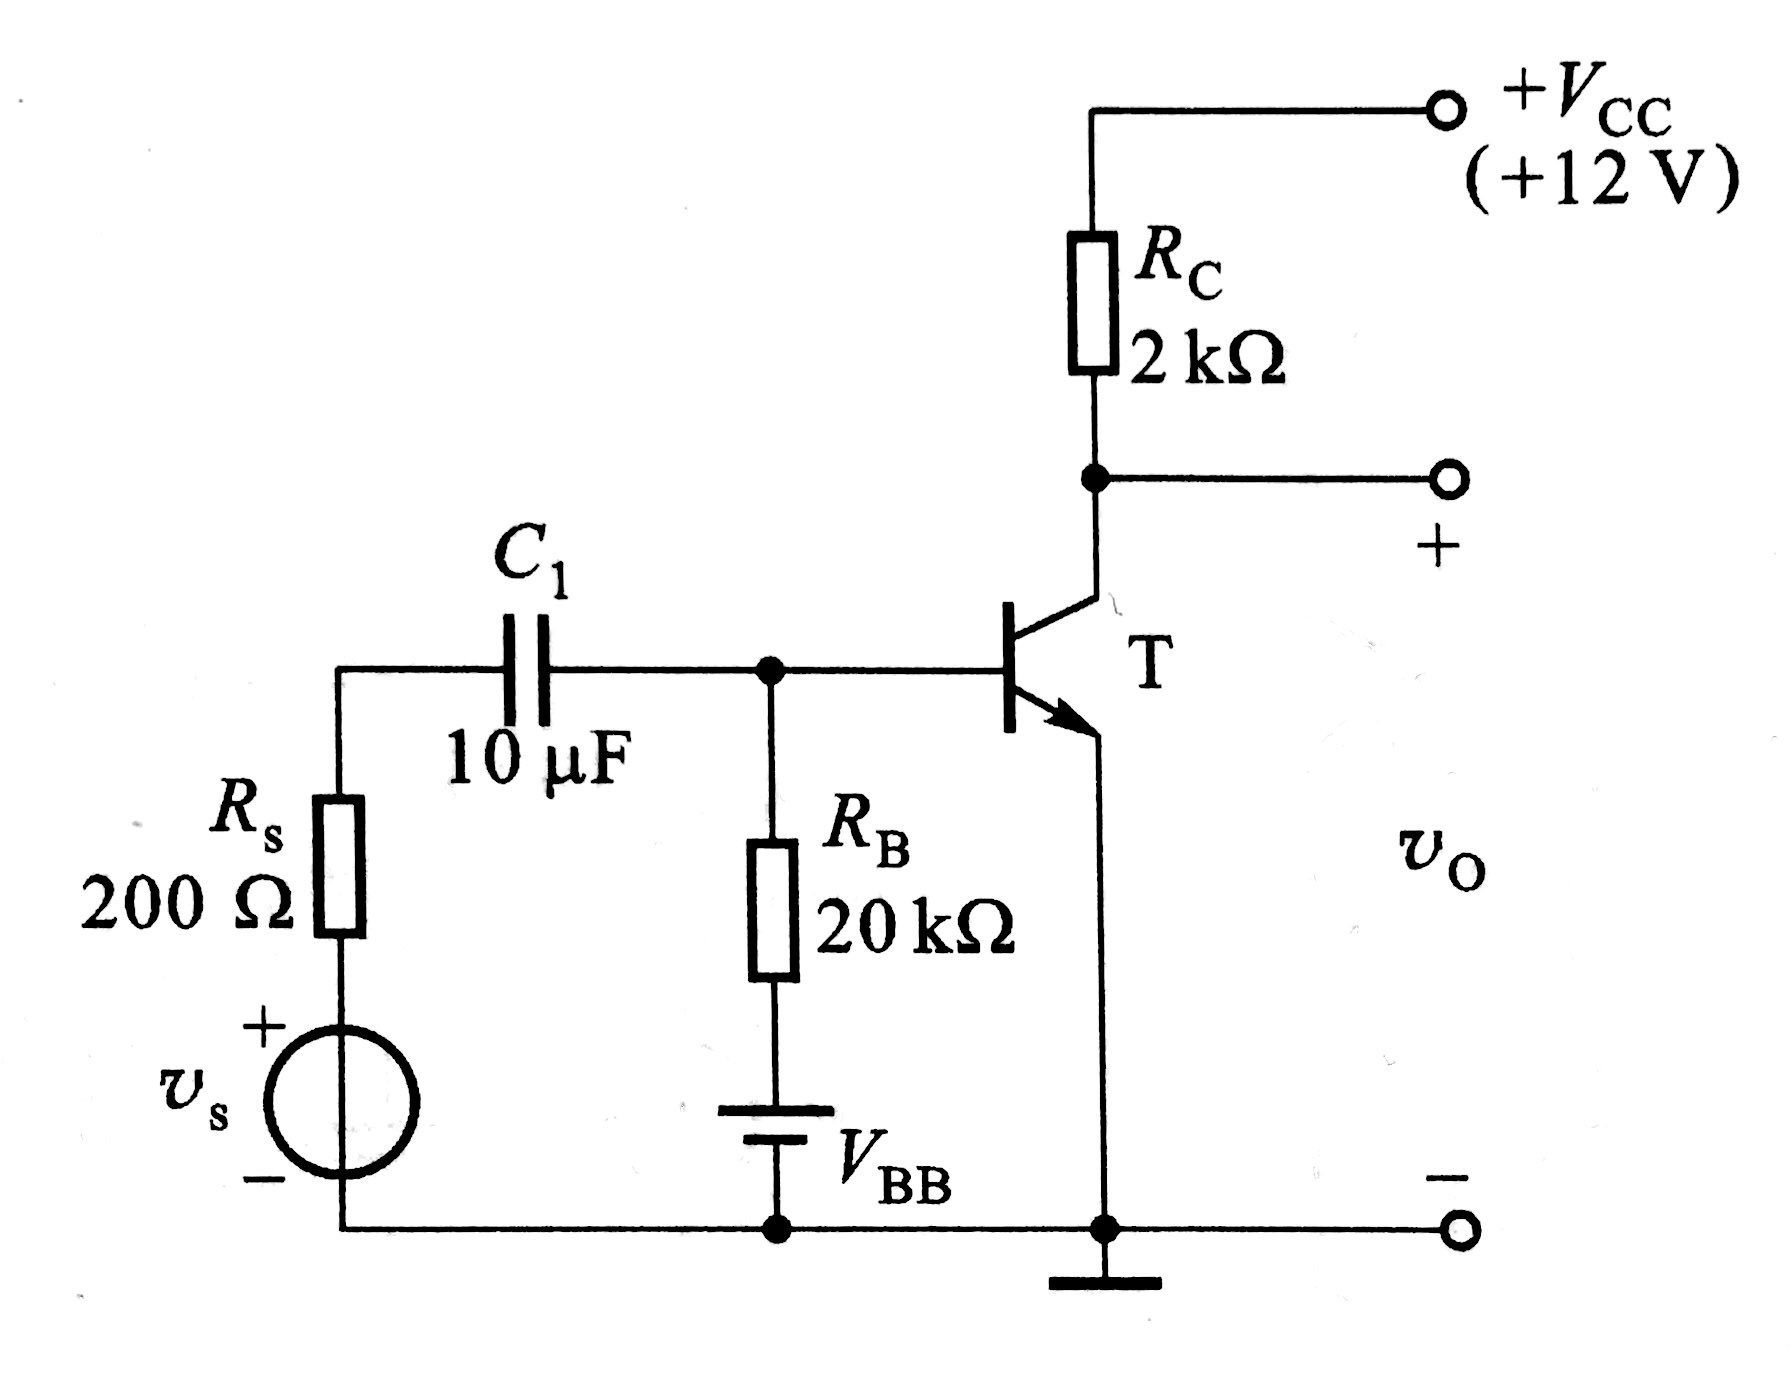 +V_CC
(+12 V)
R_C
2 kΩ
+
C_1
10 μF
T
R_s
200 Ω
R_B
20 kΩ
v_O
+
v_s
−
V_BB
−